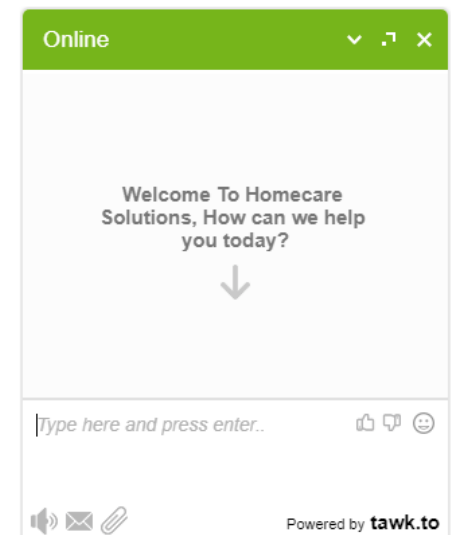 Online
Welcome To Homecare
Solutions, How can we help
you today?
Type here and press enter..
Powered by tawk.to